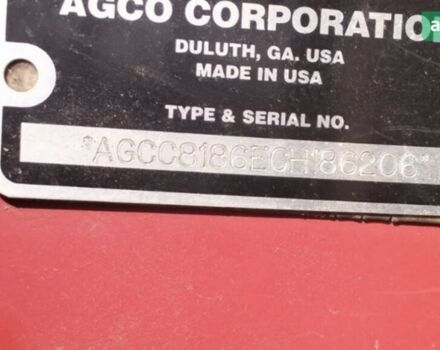 AGCO CORPORATIO
DULUTH, GA. USA
MADE IN USA
TYPE & SERIAL NO.
*AGCC8186ECH186206*